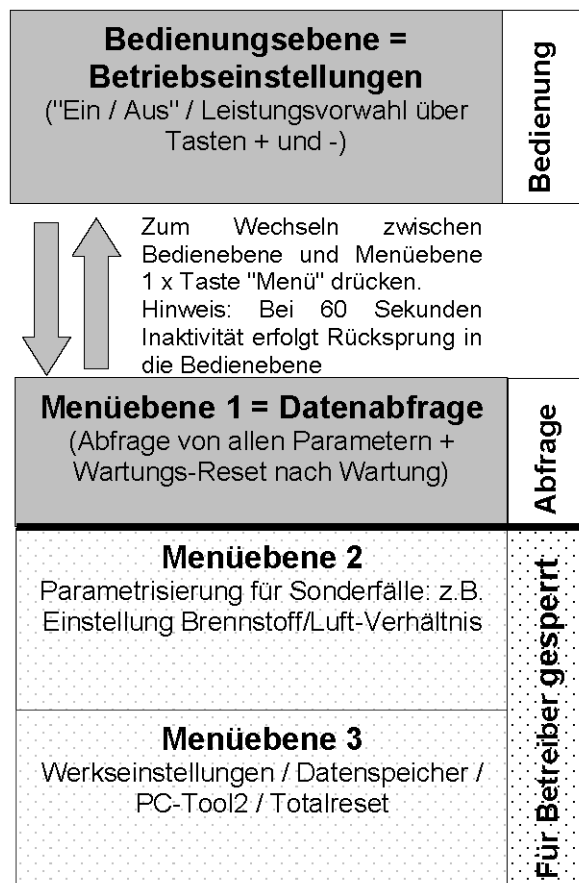 Bedienungsebene =
Betriebseinstellungen
("Ein / Aus" / Leistungsvorwahl über
Tasten + und -)
Bedienung
Zum Wechseln zwischen
Bedienebene und Menüebene
1 x Taste "Menü" drücken.
Hinweis: Bei 60 Sekunden
Inaktivität erfolgt Rücksprung in
die Bedienebene
Menüebene 1 = Datenabfrage
(Abfrage von allen Parametern +
Wartungs-Reset nach Wartung)
Abfrage
Menüebene 2
Parametrisierung für Sonderfälle: z.B.
Einstellung Brennstoff/Luft-Verhältnis
Menüebene 3
Werkseinstellungen / Datenspeicher /
PC-Tool2 / Totalreset
Für Betreiber gesperrt